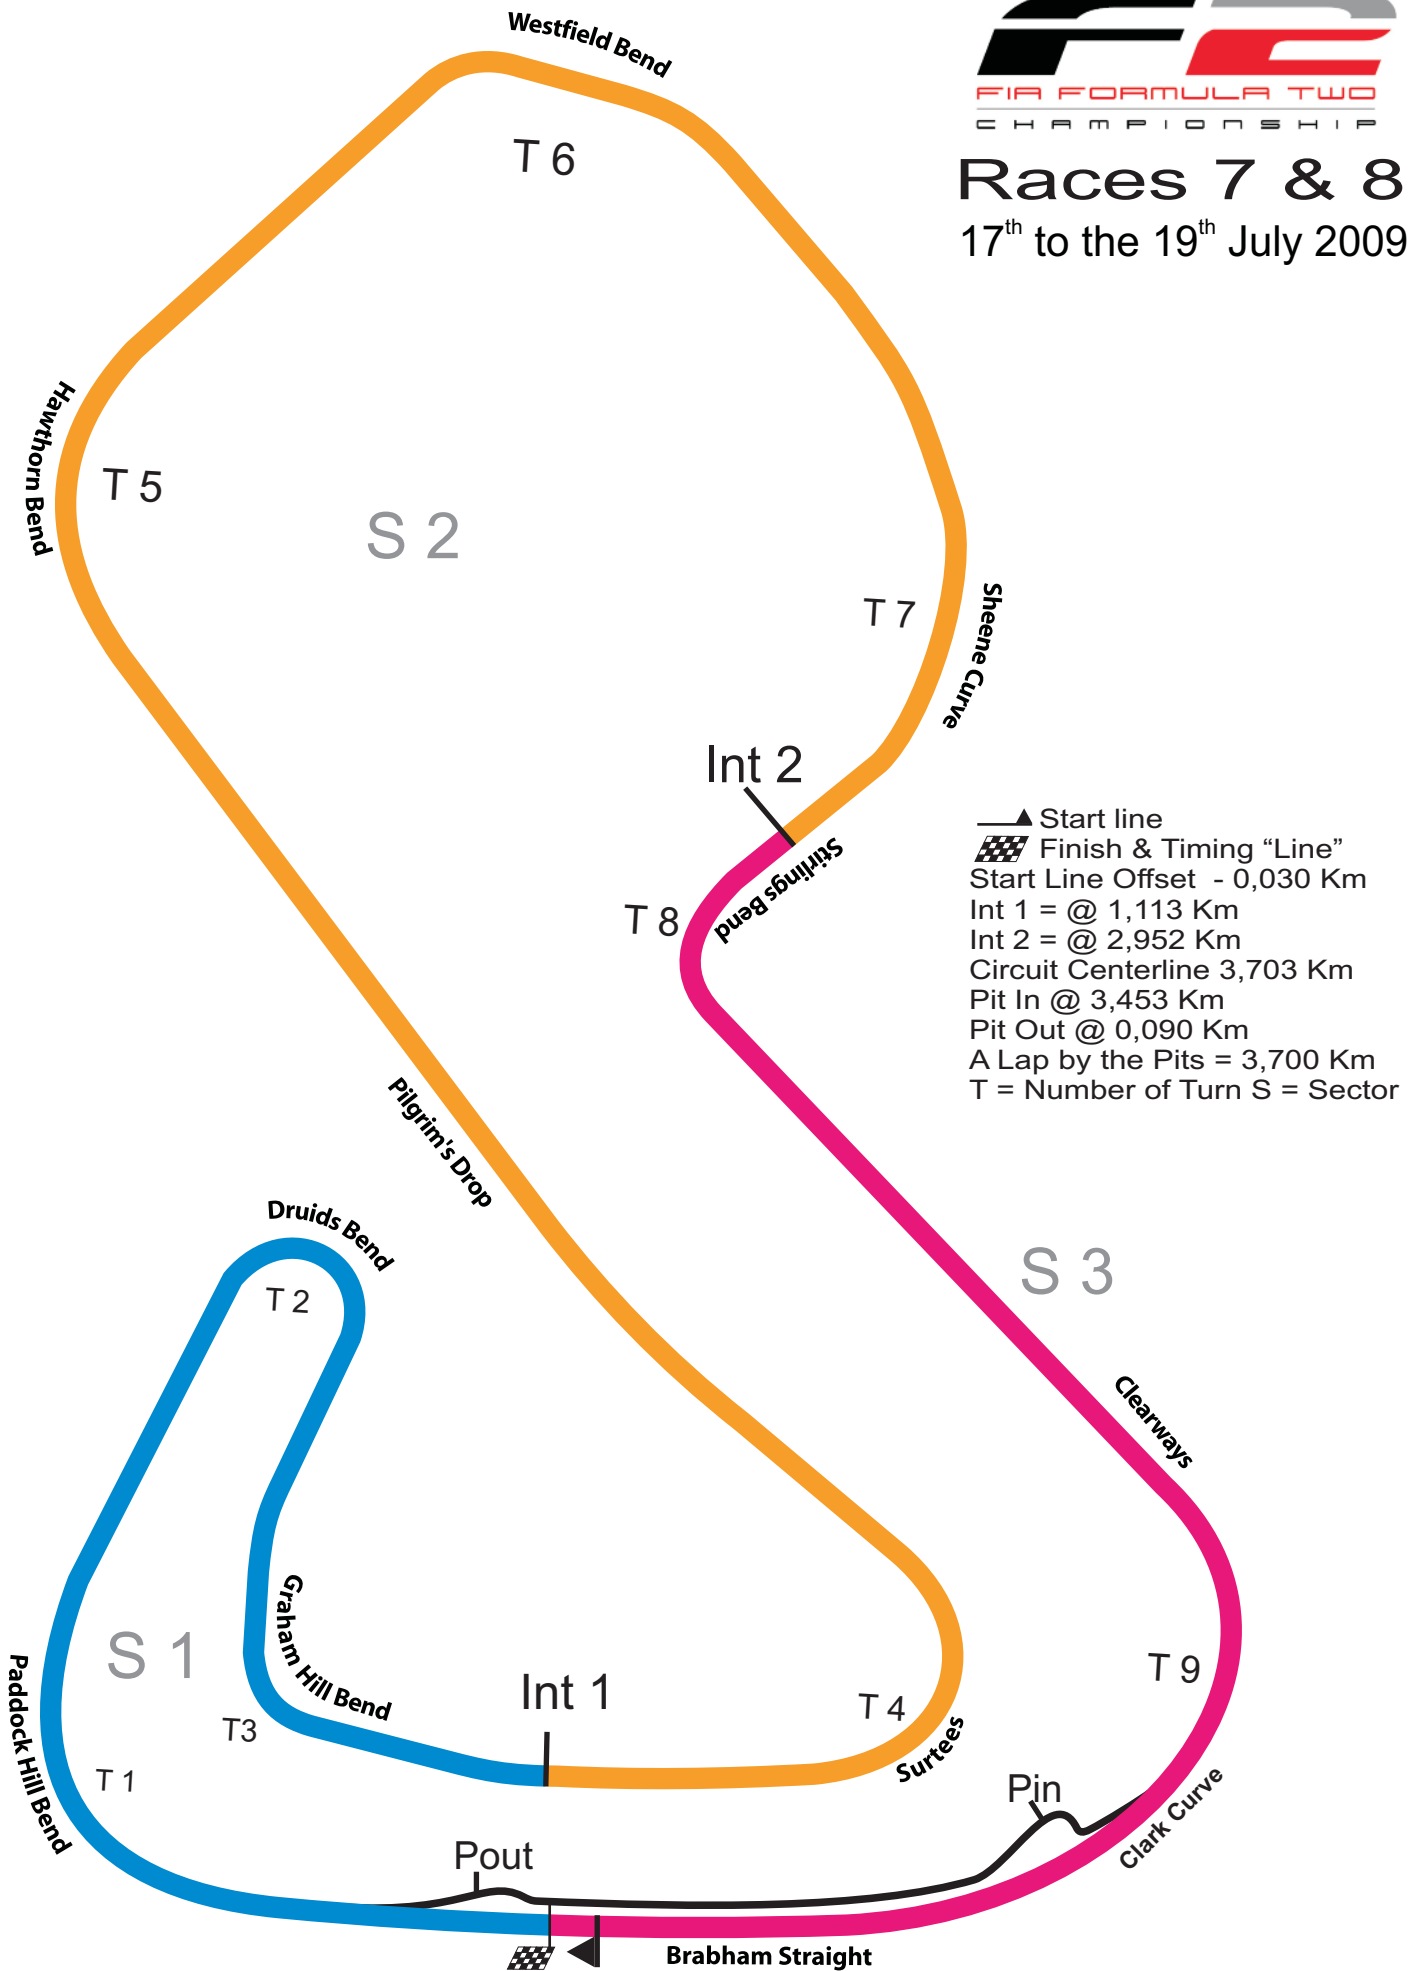 F2
FIA FORMULA TWO
CHAMPIONSHIP
Races 7 & 8
17th to the 19th July 2009
Westfield Bend
T 6
Hawthorn Bend
T 5
S 2
T 7
Sheene Curve
Int 2
Stirlings Bend
T 8
Start line
Finish & Timing “Line”
Start Line Offset - 0,030 Km
Int 1 = @ 1,113 Km
Int 2 = @ 2,952 Km
Circuit Centerline 3,703 Km
Pit In @ 3,453 Km
Pit Out @ 0,090 Km
A Lap by the Pits = 3,700 Km
T = Number of Turn S = Sector
Pilgrim's Drop
Druids Bend
T 2
S 3
Clearways
Graham Hill Bend
S 1
Paddock Hill Bend
T3
T 1
Int 1
T 4
Surtees
T 9
Pin
Clark Curve
Pout
Brabham Straight